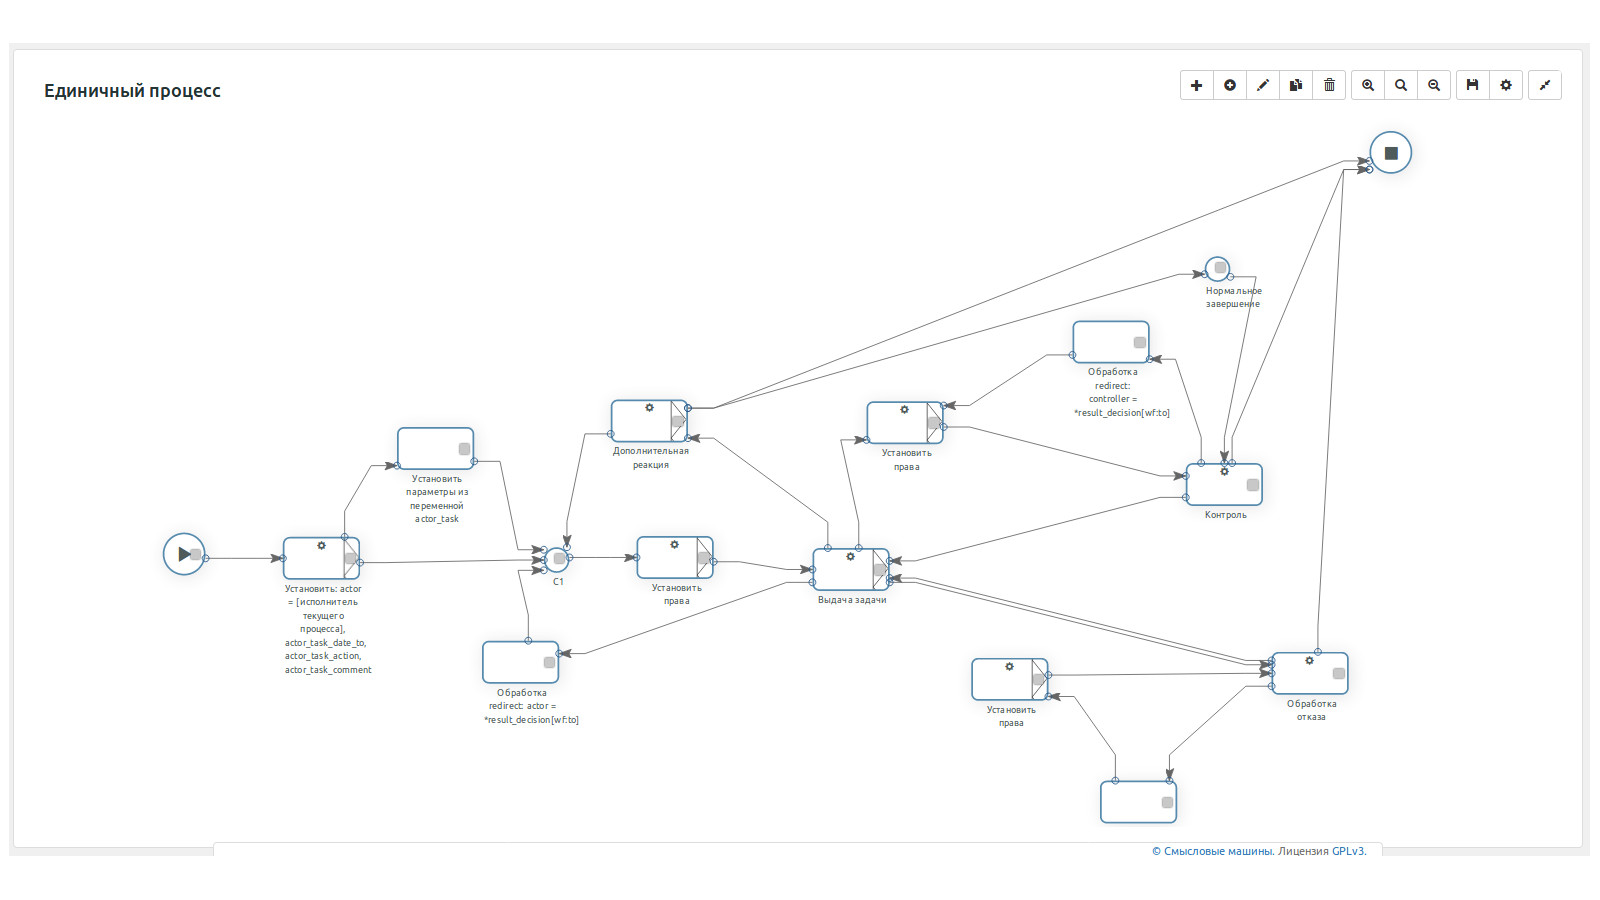 Единичный процесс
Нормальное
завершение
Обработка
redirect:
controller =
*result_decision[wf:to]
Дополнительная
реакция
Установить
права
Установить
параметры из
переменной
actor_task
Контроль
Установить: actor
= [исполнитель
текущего
процесса],
actor_task_date_to,
actor_task_action,
actor_task_comment
C1
Установить
права
Выдача задачи
Обработка
redirect: actor =
*result_decision[wf:to]
Установить
права
Обработка
отказа
© Смысловые машины. Лицензия GPLv3.